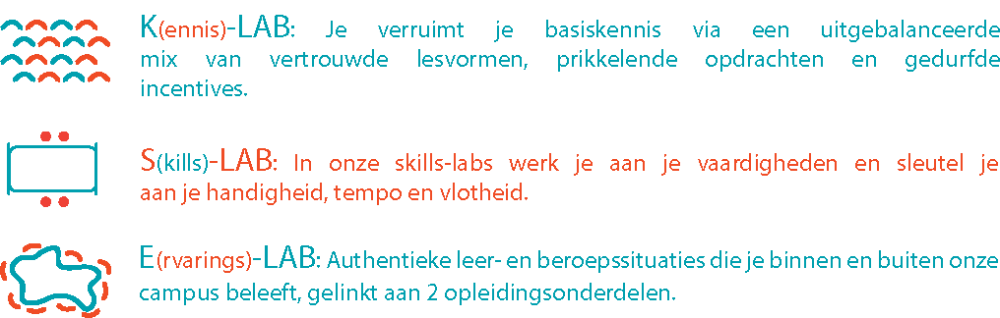 K(ennis)-LAB: Je verruimt je basiskennis via een uitgebalanceerde
mix van vertrouwde lesvormen, prikkelende opdrachten en gedurfde
incentives.
S(kills)-LAB: In onze skills-labs werk je aan je vaardigheden en sleutel je
aan je handigheid, tempo en vlotheid.
E(rvarings)-LAB: Authentieke leer- en beroepssituaties die je binnen en buiten onze
campus beleeft, gelinkt aan 2 opleidingsonderdelen.